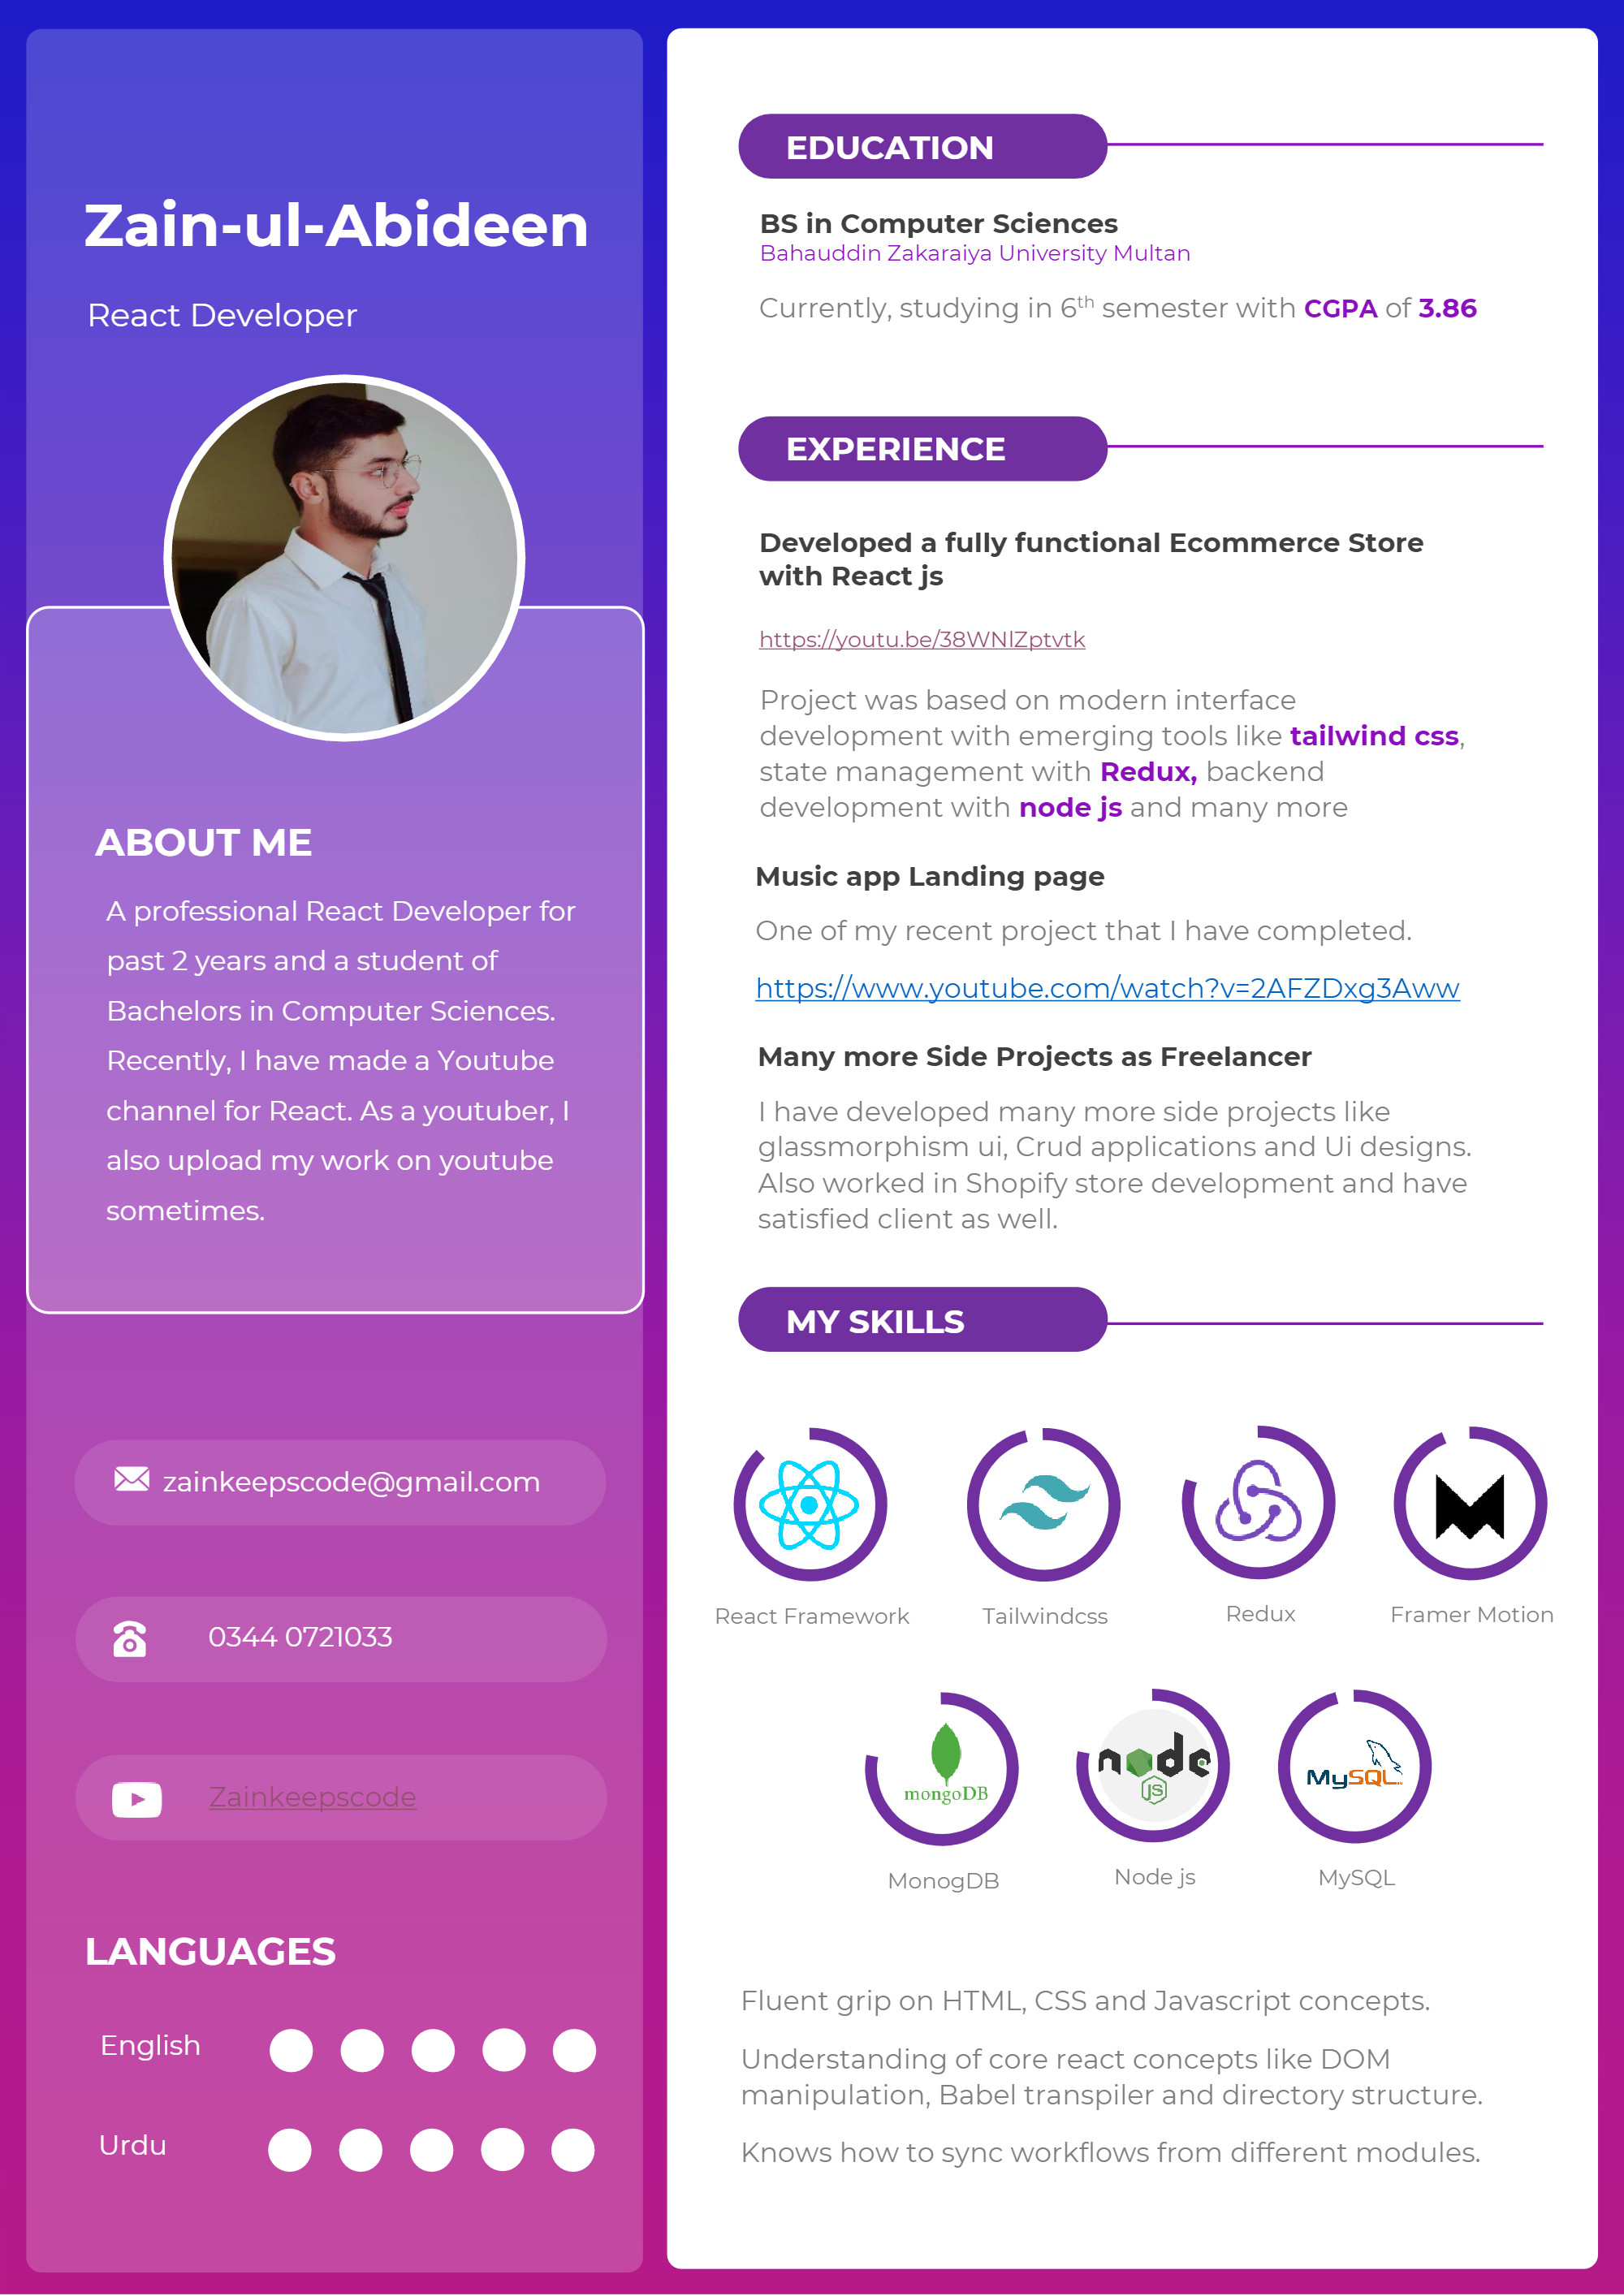 Zain-ul-Abideen
React Developer
ABOUT ME
A professional React Developer for
past 2 years and a student of
Bachelors in Computer Sciences.
Recently, I have made a Youtube
channel for React. As a youtuber, I
also upload my work on youtube
sometimes.
zainkeepscode@gmail.com
0344 0721033
Zainkeepscode
LANGUAGES
English
Urdu
EDUCATION
BS in Computer Sciences
Bahauddin Zakaraiya University Multan
Currently, studying in 6th semester with CGPA of 3.86
EXPERIENCE
Developed a fully functional Ecommerce Store
with React js
https://youtu.be/38WNlZptvtk
Project was based on modern interface
development with emerging tools like tailwind css,
state management with Redux, backend
development with node js and many more
Music app Landing page
One of my recent project that I have completed.
https://www.youtube.com/watch?v=2AFZDxg3Aww
Many more Side Projects as Freelancer
I have developed many more side projects like
glassmorphism ui, Crud applications and Ui designs.
Also worked in Shopify store development and have
satisfied client as well.
MY SKILLS
React Framework
Tailwindcss
Redux
Framer Motion
mongoDB
node
JS
MySQL
MonogDB
Node js
MySQL
Fluent grip on HTML, CSS and Javascript concepts.
Understanding of core react concepts like DOM
manipulation, Babel transpiler and directory structure.
Knows how to sync workflows from different modules.